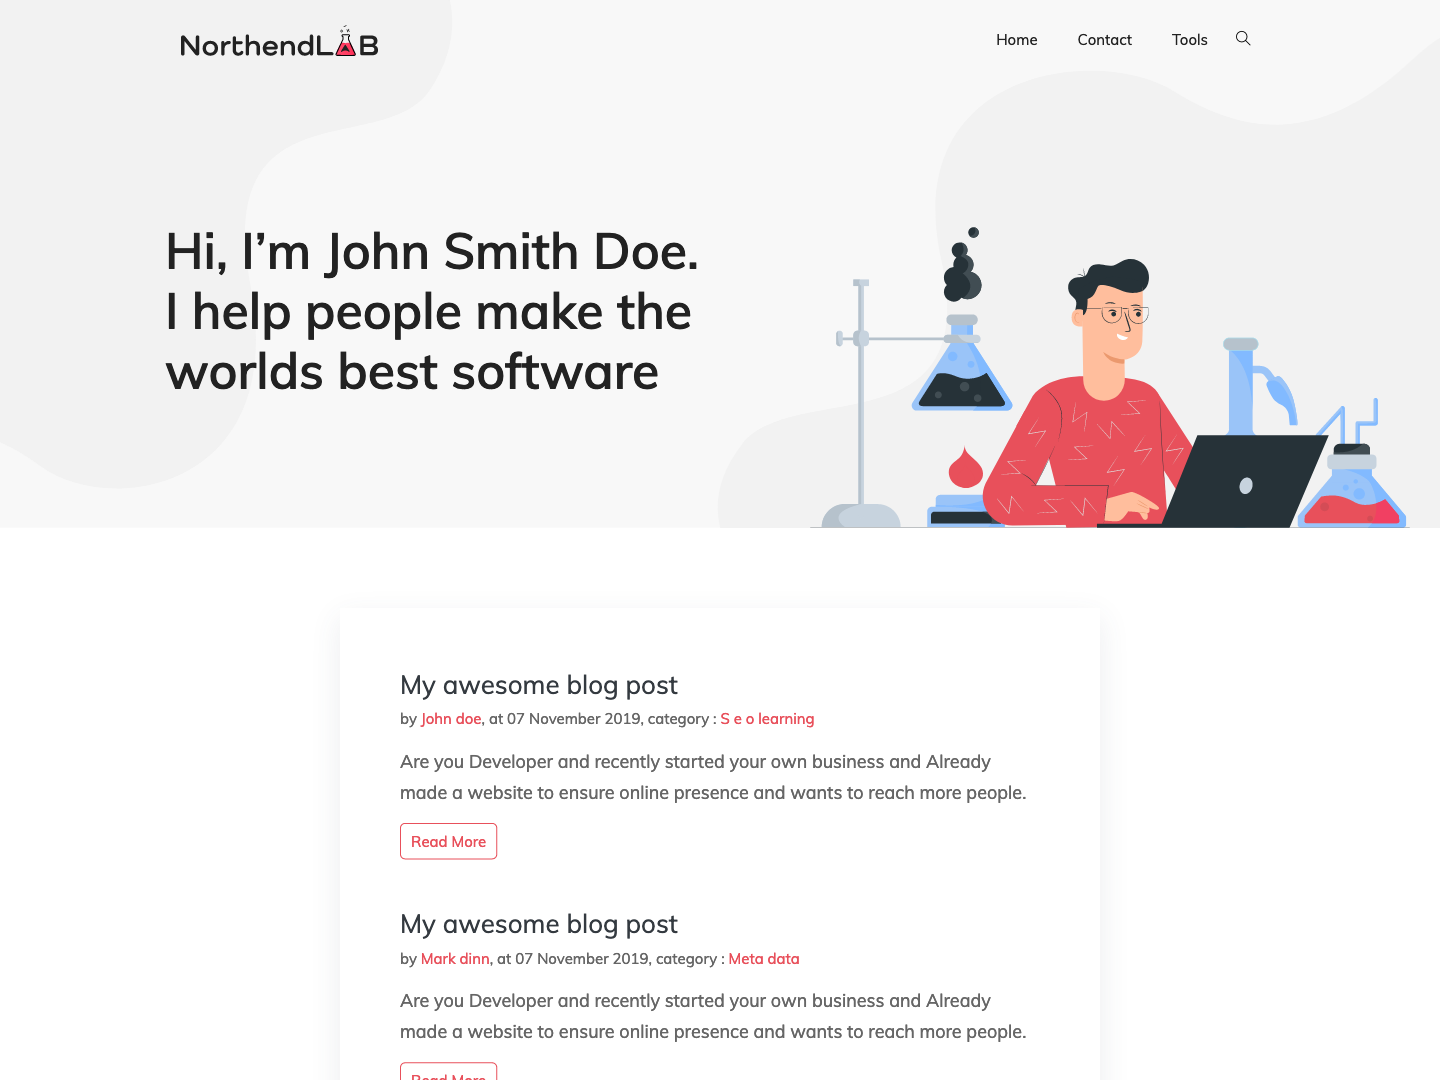 NorthendLAB
Home
Contact
Tools
Hi, I’m John Smith Doe.
I help people make the
worlds best software
My awesome blog post
by John doe, at 07 November 2019, category : S e o learning
Are you Developer and recently started your own business and Already
made a website to ensure online presence and wants to reach more people.
Read More
My awesome blog post
by Mark dinn, at 07 November 2019, category : Meta data
Are you Developer and recently started your own business and Already
made a website to ensure online presence and wants to reach more people.
Read More